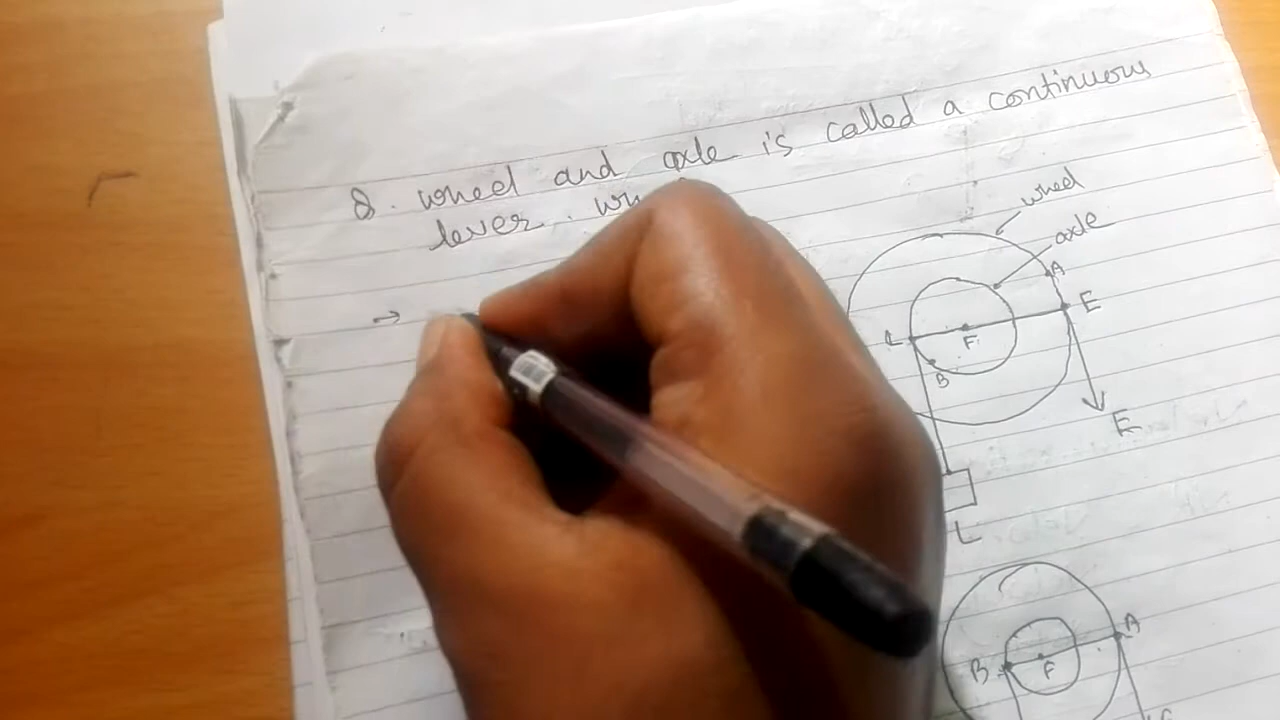 Q. wheel and axle is called a continuous
lever.
→
wheel
axle
A
E
L
F
B
E
L
A
B
F